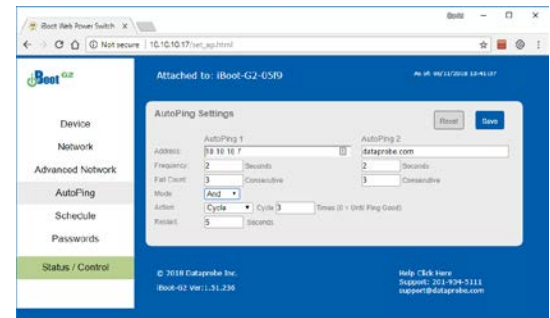 iBoot Web Power Switch
Not secure 10.10.10.17/set_ap.html
iBoot G2
Attached to: iBoot-G2-05f9
AutoPing Settings
Reset Save
AutoPing 1 AutoPing 2
Device
Network
Advanced Network
AutoPing
Schedule
Passwords
Status / Control
Address: 10.10.10.7 dataprobe.com
Frequency: 2 Seconds 2 Seconds
Fail Count: 3 Consecutive 3 Consecutive
Mode: And
Action: Cycle Cycle 3 Times (0 = Until Ping Good)
Restart: 5 Seconds
© 2018 Dataprobe Inc.
iBoot-G2 Ver:1.51.236
Help Click Here
Support: 201-934-5111
support@dataprobe.com